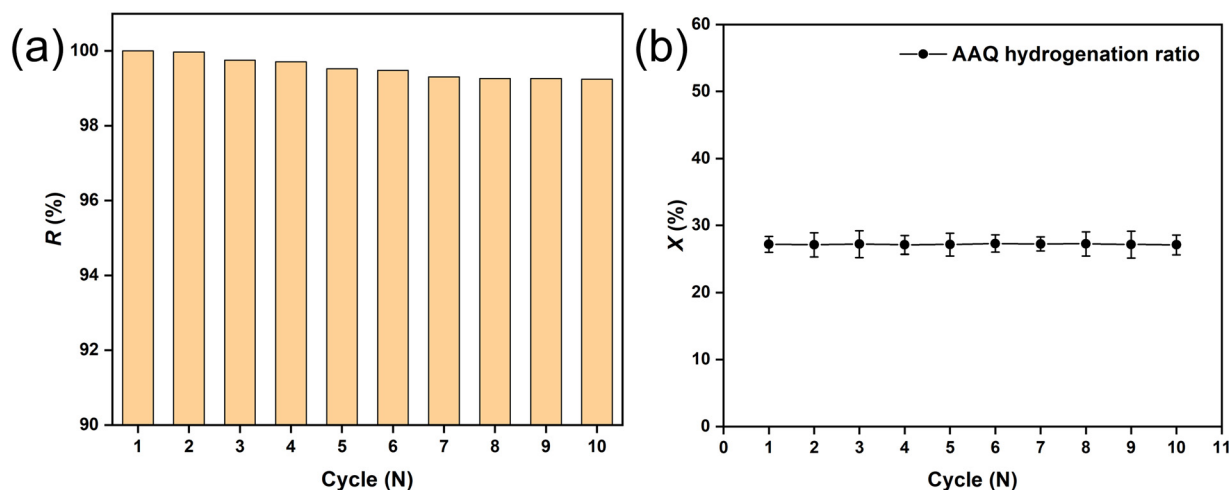 (a)
R (%)
100
98
96
94
92
90
1 2 3 4 5 6 7 8 9 10
Cycle (N)
(b)
AAQ hydrogenation ratio
X (%)
60
50
40
30
20
10
0
0 1 2 3 4 5 6 7 8 9 10 11
Cycle (N)